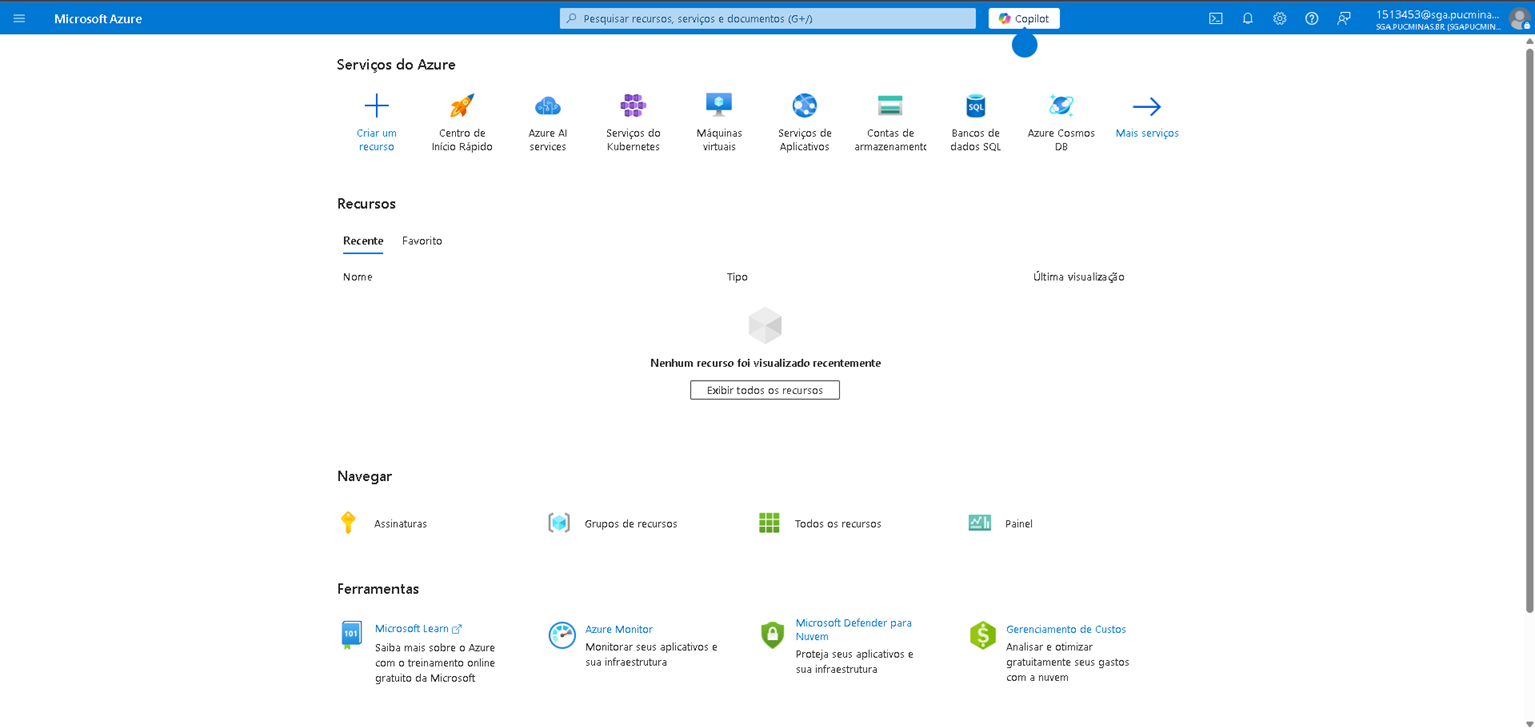 Microsoft Azure
Pesquisar recursos, serviços e documentos (G+/)
Copilot
1513453@sga.pucminas...
SGA.PUCMINAS.BR (SGAPUCMIN...
Serviços do Azure
Criar um
recurso
Centro de
Início Rápido
Azure AI
services
Serviços do
Kubernetes
Máquinas
virtuais
Serviços de
Aplicativos
Contas de
armazenamento
Bancos de
dados SQL
Azure Cosmos
DB
Mais serviços
SQL
Recursos
Recente
Favorito
Nome
Tipo
Última visualização
Nenhum recurso foi visualizado recentemente
Exibir todos os recursos
Navegar
Assinaturas
Grupos de recursos
Todos os recursos
Painel
Ferramentas
101
Microsoft Learn
Saiba mais sobre o Azure
com o treinamento online
gratuito da Microsoft
Azure Monitor
Monitorar seus aplicativos e
sua infraestrutura
Microsoft Defender para
Nuvem
Proteja seus aplicativos e
sua infraestrutura
$
Gerenciamento de Custos
Analisar e otimizar
gratuitamente seus gastos
com a nuvem